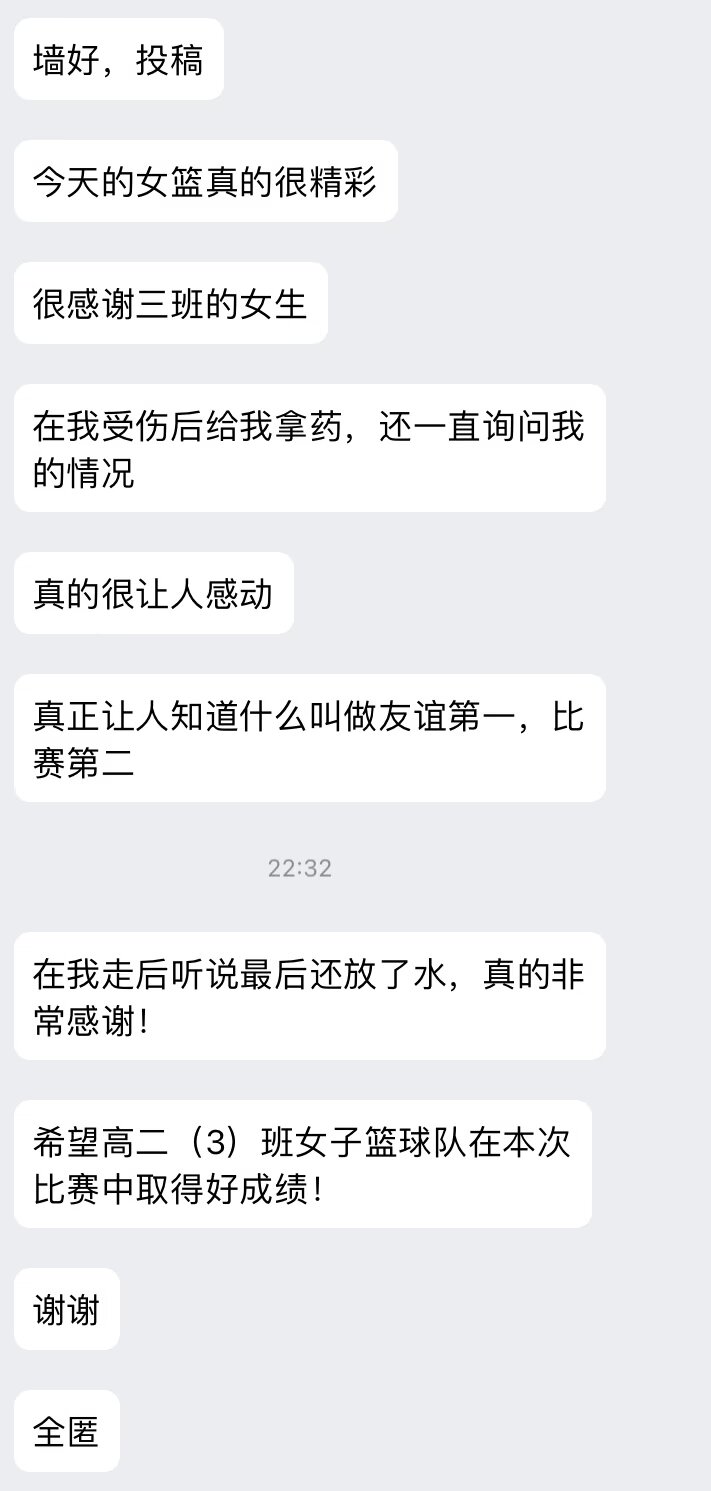 墙好，投稿
今天的女篮真的很精彩
很感谢三班的女生
在我受伤后给我拿药，还一直询问我
的情况
真的很让人感动
真正让人知道什么叫做友谊第一，比
赛第二
22:32
在我走后听说最后还放了水，真的非
常感谢！
希望高二（3）班女子篮球队在本次
比赛中取得好成绩！
谢谢
全匿